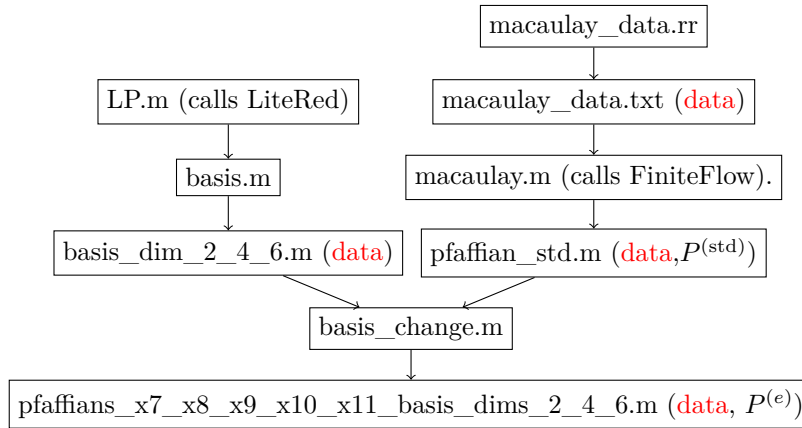 macaulay_data.rr
LP.m (calls LiteRed)
macaulay_data.txt (data)
basis.m
macaulay.m (calls FiniteFlow).
basis_dim_2_4_6.m (data)
pfaffian_std.m (data,P^(std))
basis_change.m
pfaffians_x7_x8_x9_x10_x11_basis_dims_2_4_6.m (data, P^(e))